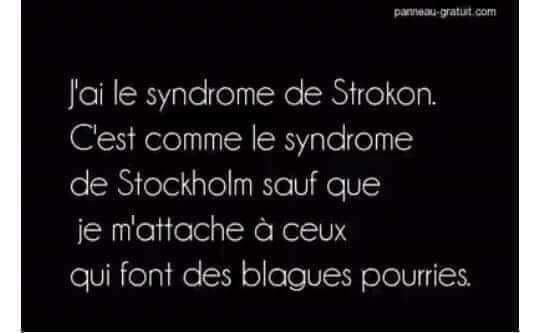 panneau-gratuit.com
J'ai le syndrome de Strokon.
C'est comme le syndrome
de Stockholm sauf que
je m'attache à ceux
qui font des blagues pourries.